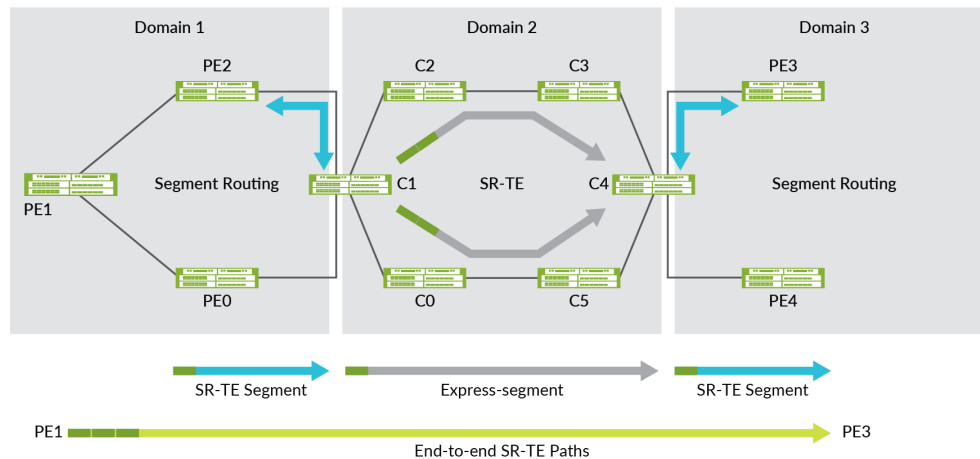 Domain 1
Domain 2
Domain 3
PE2
C2
C3
PE3
Segment Routing
C1
SR-TE
C4
Segment Routing
PE1
PE0
C0
C5
PE4
SR-TE Segment
Express-segment
SR-TE Segment
PE1
PE3
End-to-end SR-TE Paths